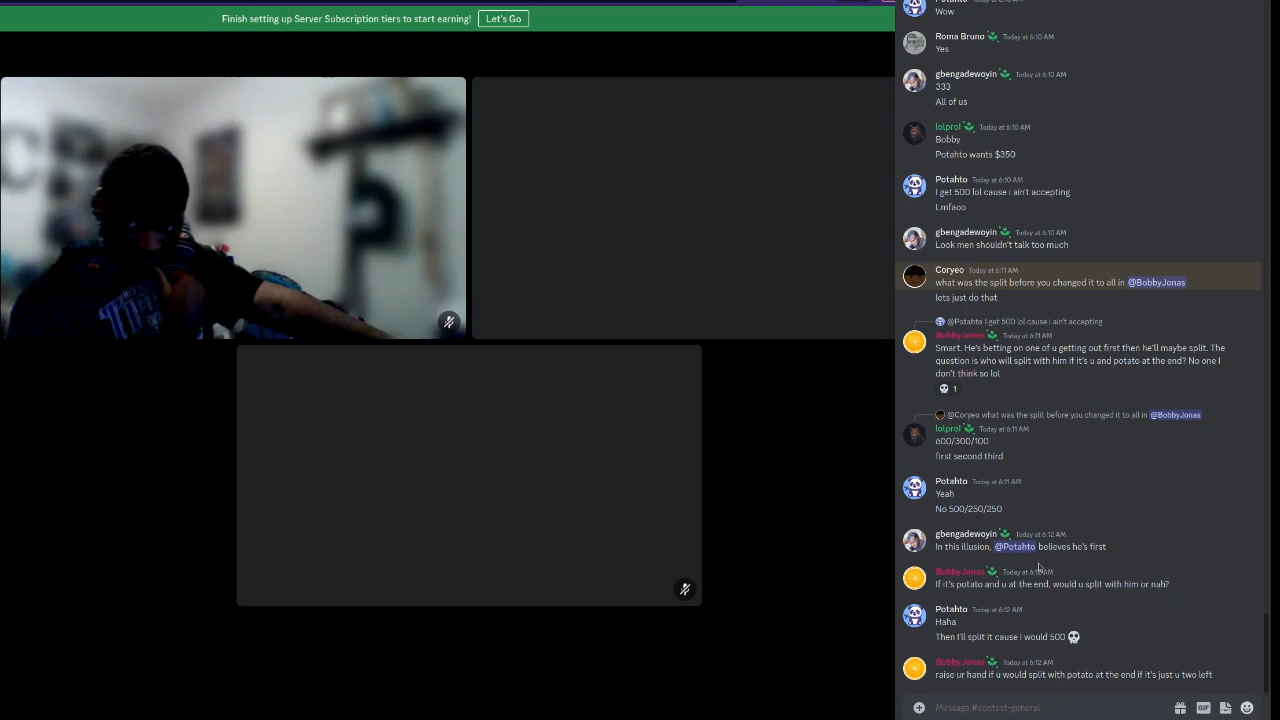 Finish setting up Server Subscription tiers to start earning! Let's Go
Wow
Roma Bruno Today at 6:10 AM
Yes
gbengadewoyin Today at 6:10 AM
333
All of us
lolprol Today at 6:10 AM
Bobby
Potahto wants $350
Potahto Today at 6:10 AM
I get 500 lol cause i ain't accepting
Lmfaoo
gbengadewoyin Today at 6:10 AM
Look men shouldn't talk too much
Coryeo Today at 6:11 AM
what was the split before you changed it to all in @BobbyJonas
lets just do that
@Potahto I get 500 lol cause i ain't accepting
BobbyJonas Today at 6:11 AM
Smart. He's betting on one of u getting out first then he'll maybe split. The
question is who will split with him if it's u and potato at the end? No one I
don't think so lol
1
@Coryeo what was the split before you changed it to all in @BobbyJonas
lolprol Today at 6:11 AM
600/300/100
first second third
Potahto Today at 6:11 AM
Yeah
No 500/250/250
gbengadewoyin Today at 6:12 AM
In this illusion, @Potahto believes he's first
BobbyJonas Today at
If it's potato and u at the end, would u split with him or nah?
Potahto Today at 6:12 AM
Haha
Then I'll split it cause I would 500
BobbyJonas Today at 6:12 AM
raise ur hand if u would split with potato at the end if it's just u two left
Message #contest-general
GIF